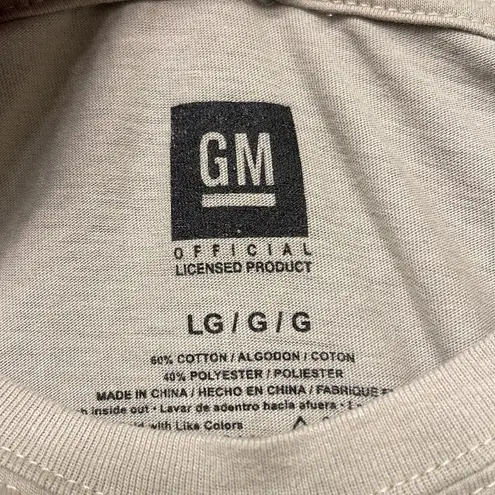 GM
OFFICIAL
LICENSED PRODUCT
LG / G / G
60% COTTON / ALGODON / COTON
40% POLYESTER / POLIESTER
MADE IN CHINA / HECHO EN CHINA / FABRIQUE
inside out • Lavar de adentro hacia afuera •
with Like Colors